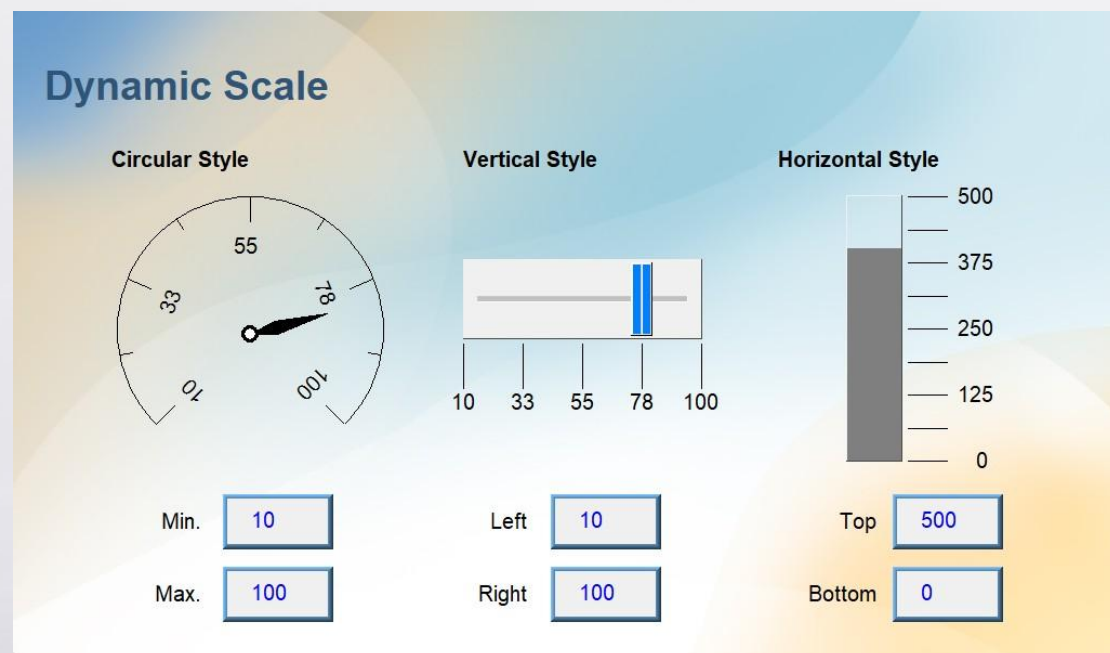 Dynamic Scale
Circular Style
Vertical Style
Horizontal Style
10
33
55
78
100
10 33 55 78 100
500
375
250
125
0
Min. 10
Left 10
Top 500
Max. 100
Right 100
Bottom 0